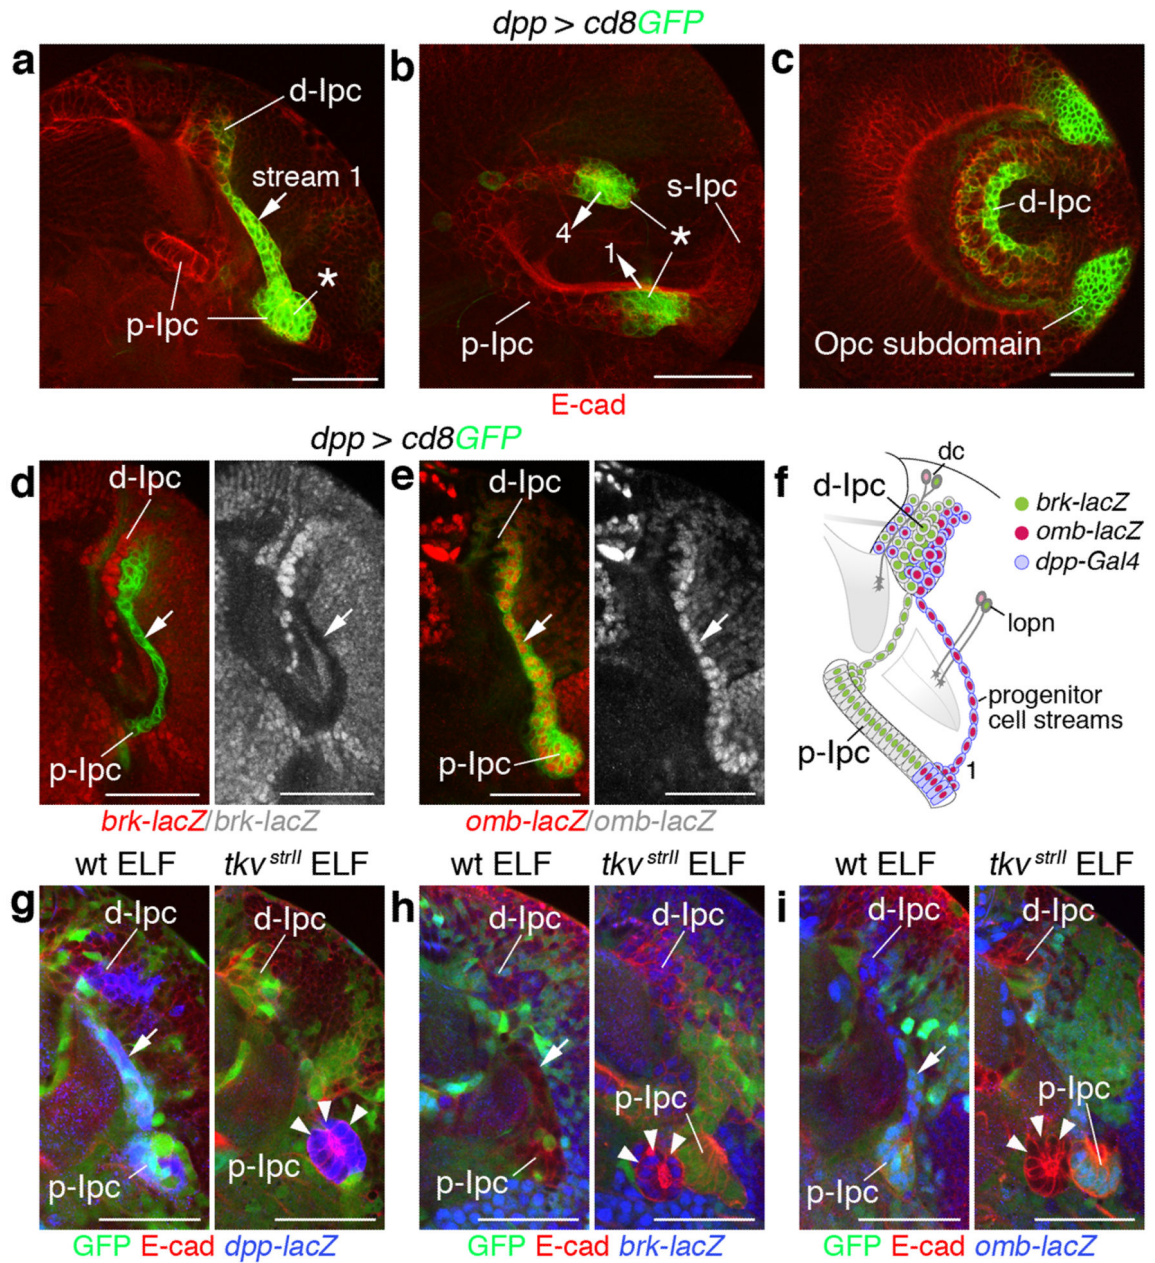 dpp > cd8GFP
a
d-Ipc
stream 1
*
p-Ipc
b
s-Ipc
4
*
1
p-Ipc
c
d-Ipc
Opc subdomain
E-cad
dpp > cd8GFP
d
d-Ipc
p-Ipc
brk-lacZ/brk-lacZ
e
d-Ipc
p-Ipc
omb-lacZ/omb-lacZ
f
dc
d-Ipc
brk-lacZ
omb-lacZ
dpp-Gal4
lopn
progenitor
cell streams
p-Ipc
1
wt ELF
tkv strII ELF
g
d-Ipc
d-Ipc
p-Ipc
p-Ipc
GFP E-cad dpp-lacZ
wt ELF
tkv strII ELF
h
d-Ipc
d-Ipc
p-Ipc
p-Ipc
GFP E-cad brk-lacZ
wt ELF
tkv strII ELF
i
d-Ipc
d-Ipc
p-Ipc
p-Ipc
GFP E-cad omb-lacZ